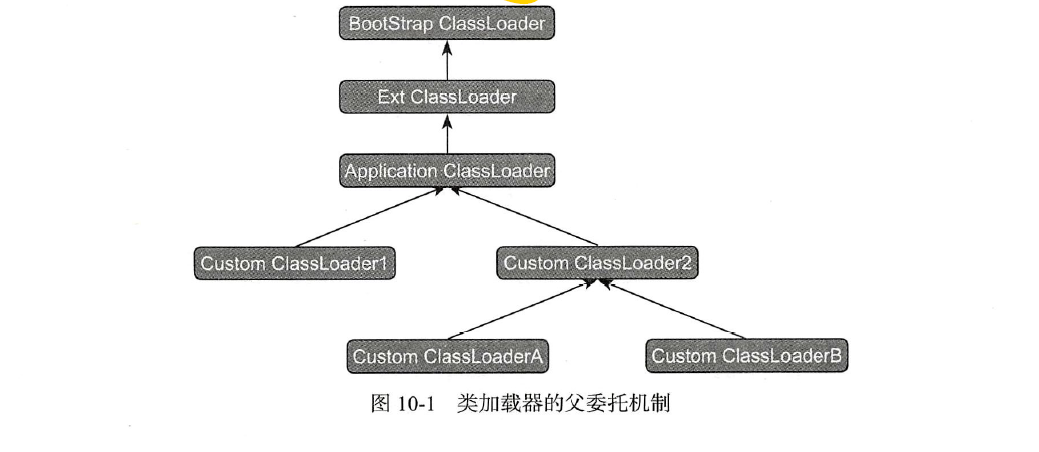 BootStrap ClassLoader
Ext ClassLoader
Application ClassLoader
Custom ClassLoader1 Custom ClassLoader2
Custom ClassLoaderA Custom ClassLoaderB
图 10-1 类加载器的父委托机制